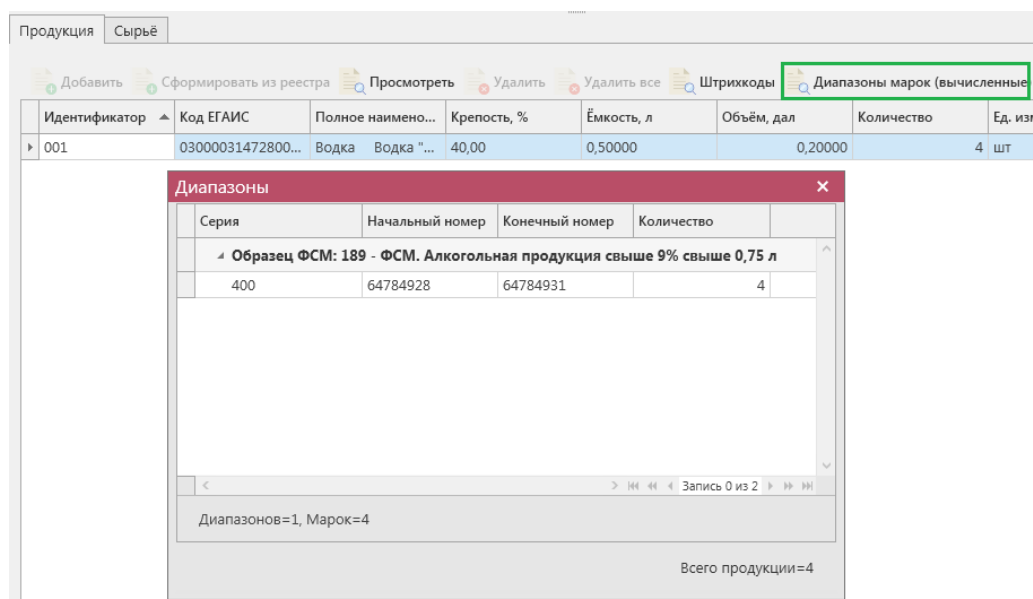 Продукция Сырьё
Добавить Сформировать из реестра Просмотреть Удалить Удалить все Штрихкоды Диапазоны марок (вычисленные
Идентификатор Код ЕГАИС Полное наимено... Крепость, % Ёмкость, л Объём, дал Количество Ед. изм
001 03000031472800... Водка Водка "... 40,00 0,50000 0,20000 4 шт
Диапазоны
Серия Начальный номер Конечный номер Количество
Образец ФСМ: 189 - ФСМ. Алкогольная продукция свыше 9% свыше 0,75 л
400 64784928 64784931 4
Запись 0 из 2
Диапазонов=1, Марок=4
Всего продукции=4